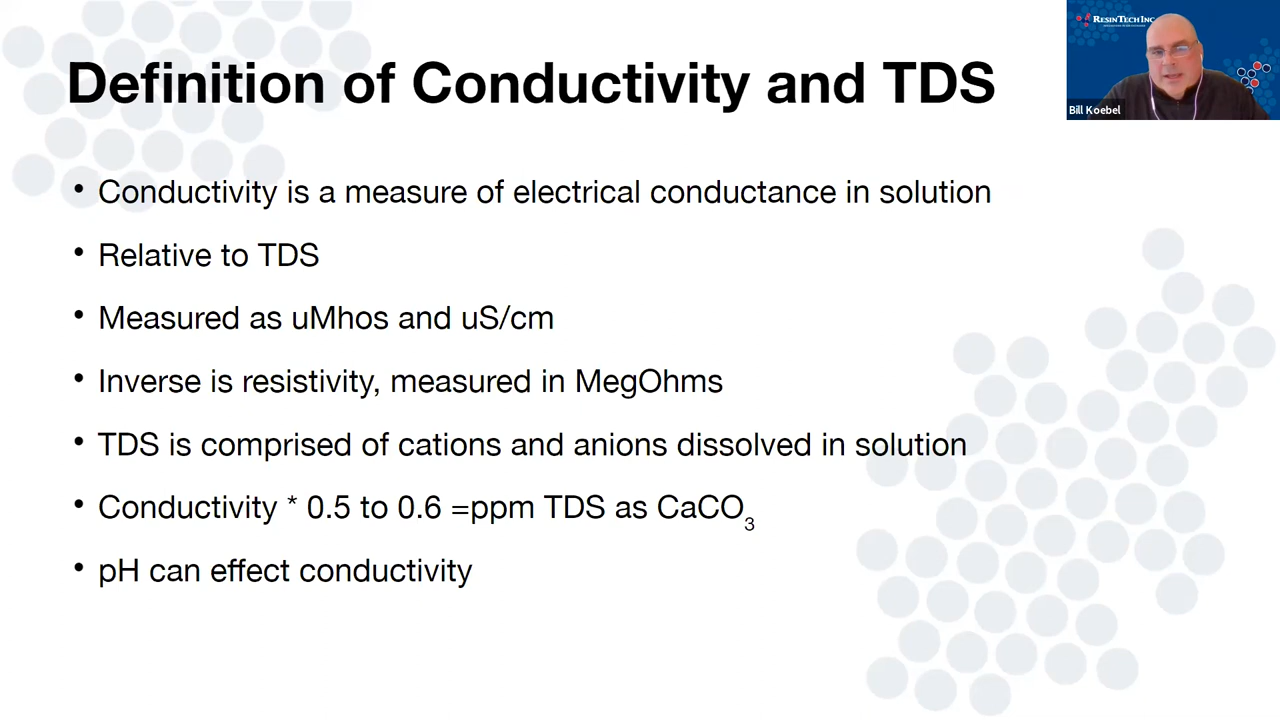 Definition of Conductivity and TDS
RESINTECH INC
Bill Koebel
• Conductivity is a measure of electrical conductance in solution
• Relative to TDS
• Measured as uMhos and uS/cm
• Inverse is resistivity, measured in MegOhms
• TDS is comprised of cations and anions dissolved in solution
• Conductivity * 0.5 to 0.6 =ppm TDS as CaCO₃
• pH can effect conductivity